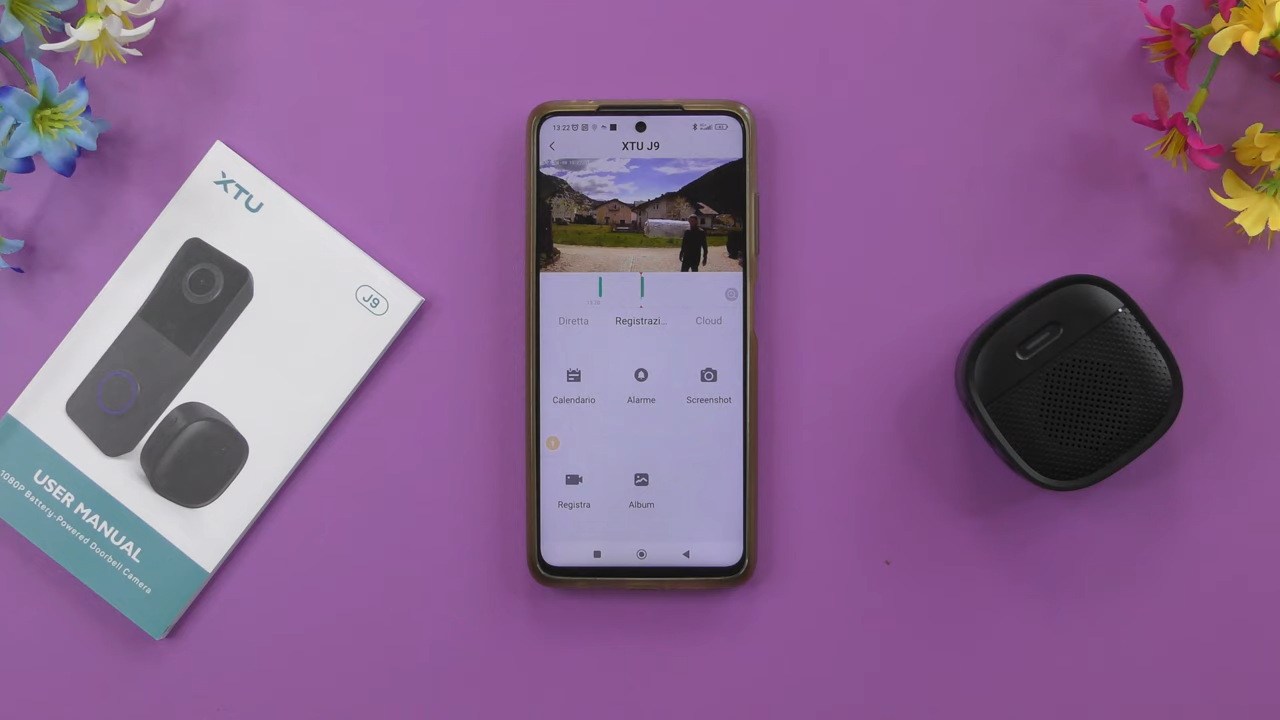 XTU
J9
USER MANUAL
1080P Battery-Powered Doorbell Camera
13:22
XTU J9
Diretta
Registrazi...
Cloud
Calendario
Alarme
Screenshot
Registra
Album